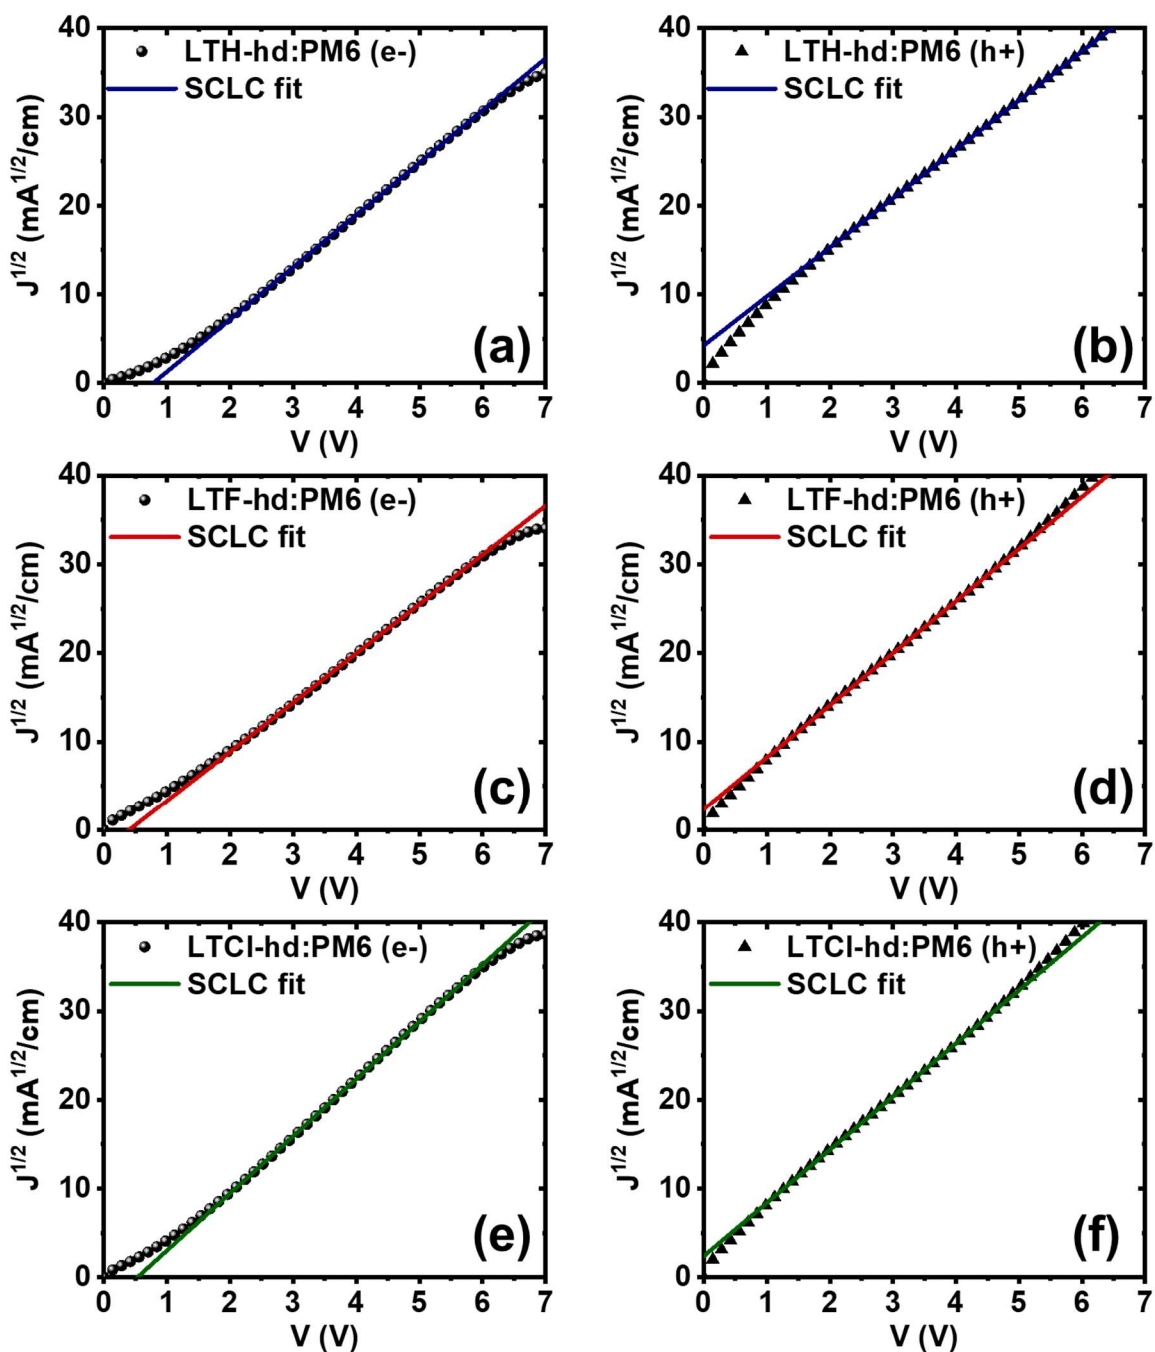 40
30
20
10
0
J1/2 (mA1/2/cm)
LTH-hd:PM6 (e-)
SCLC fit
(a)
0 1 2 3 4 5 6 7
V (V)
40
30
20
10
0
J1/2 (mA1/2/cm)
LTH-hd:PM6 (h+)
SCLC fit
(b)
0 1 2 3 4 5 6 7
V (V)
40
30
20
10
0
J1/2 (mA1/2/cm)
LTF-hd:PM6 (e-)
SCLC fit
(c)
0 1 2 3 4 5 6 7
V (V)
40
30
20
10
0
J1/2 (mA1/2/cm)
LTF-hd:PM6 (h+)
SCLC fit
(d)
0 1 2 3 4 5 6 7
V (V)
40
30
20
10
0
J1/2 (mA1/2/cm)
LTCl-hd:PM6 (e-)
SCLC fit
(e)
0 1 2 3 4 5 6 7
V (V)
40
30
20
10
0
J1/2 (mA1/2/cm)
LTCl-hd:PM6 (h+)
SCLC fit
(f)
0 1 2 3 4 5 6 7
V (V)